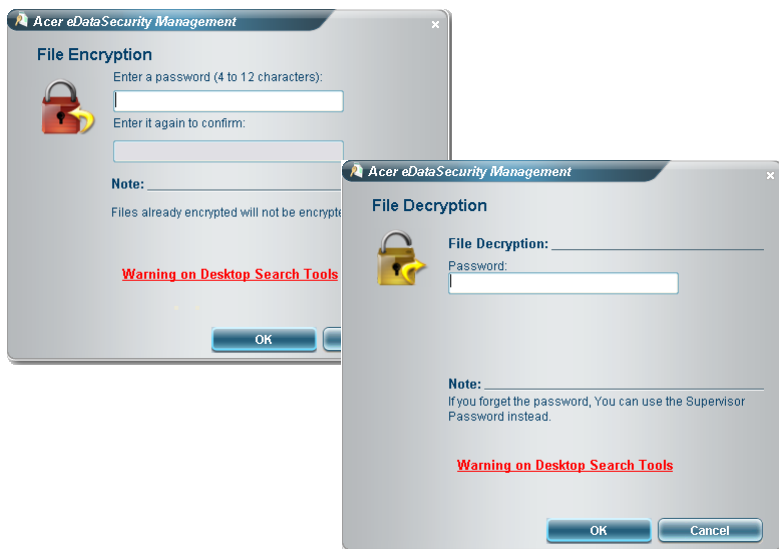 Acer eDataSecurity Management
File Encryption
Enter a password (4 to 12 characters):
Enter it again to confirm:
Note:
Files already encrypted will not be
Warning on Desktop Search Tools
OK
Acer eDataSecurity Management
File Decryption
File Decryption:
Password:
Note:
If you forget the password, You can use the Supervisor
Password instead.
Warning on Desktop Search Tools
OK
Cancel